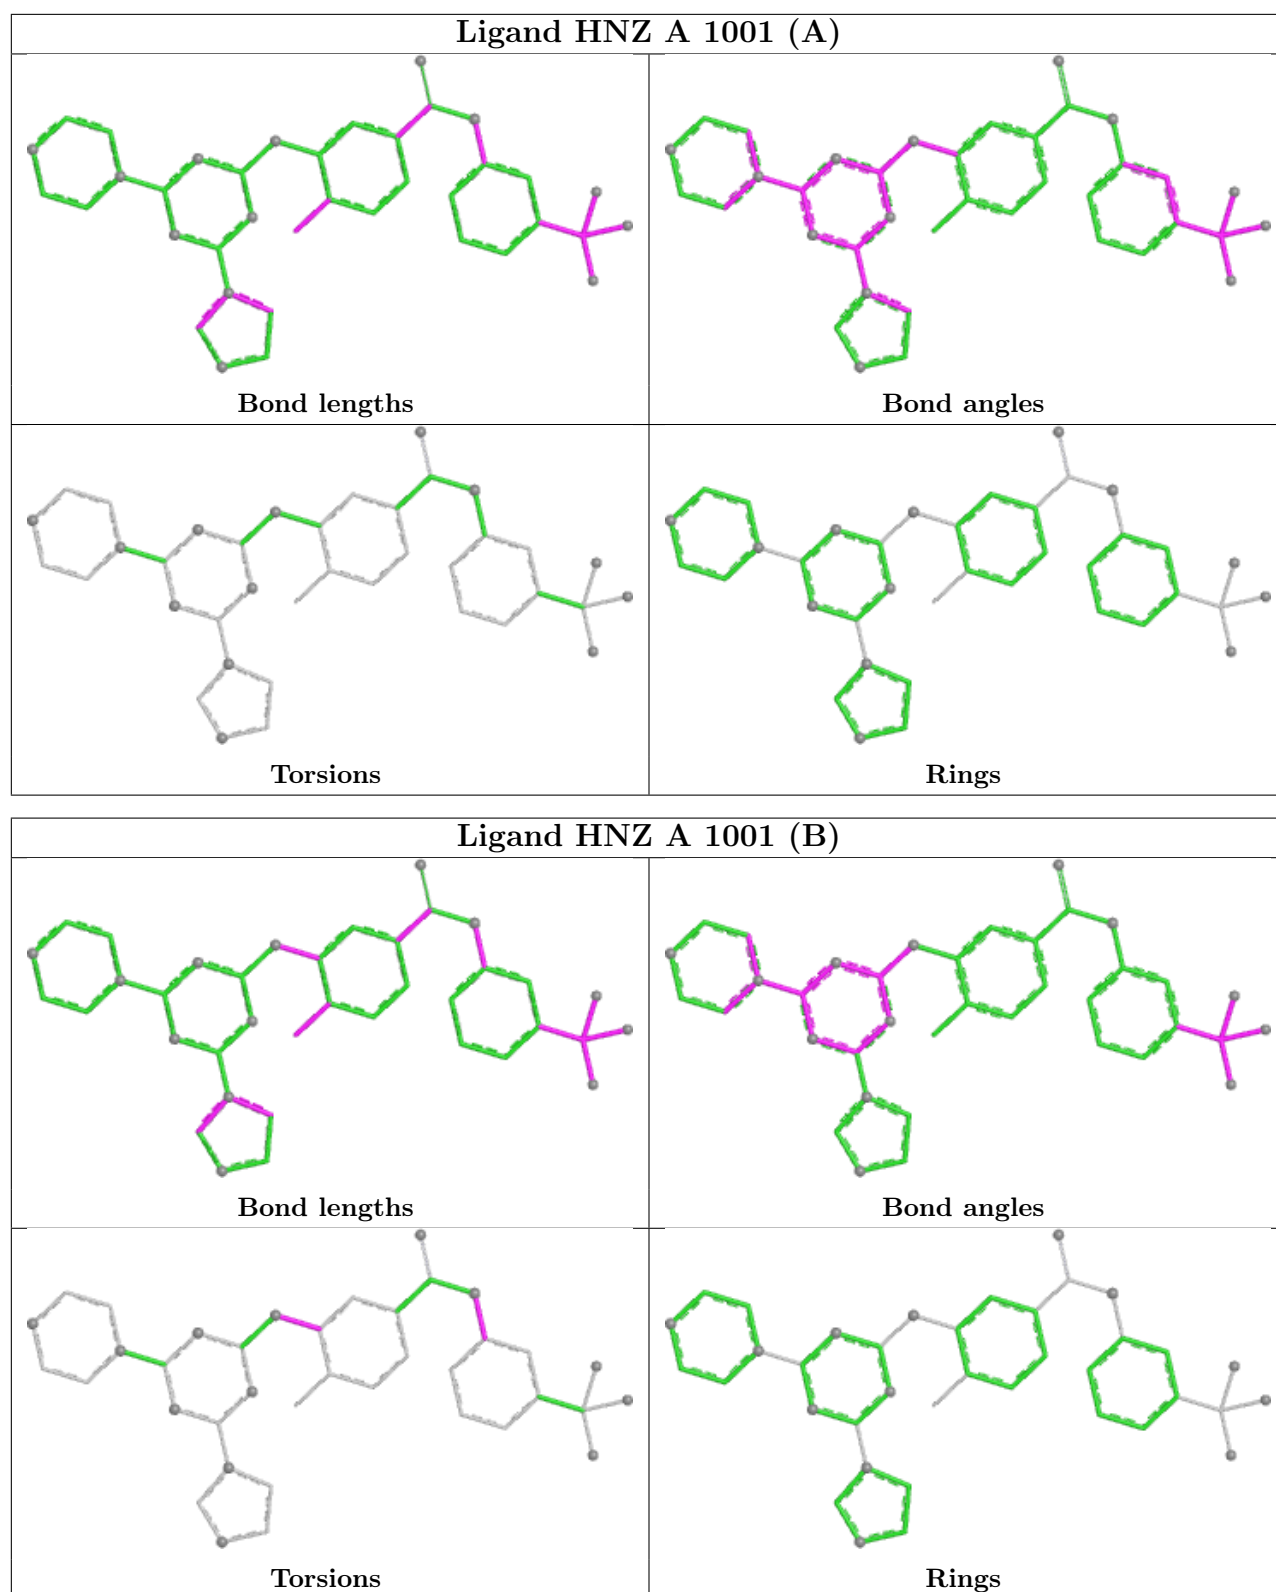 Ligand HNZ A 1001 (A)
Bond lengths
Bond angles
Torsions
Rings
Ligand HNZ A 1001 (B)
Bond lengths
Bond angles
Torsions
Rings